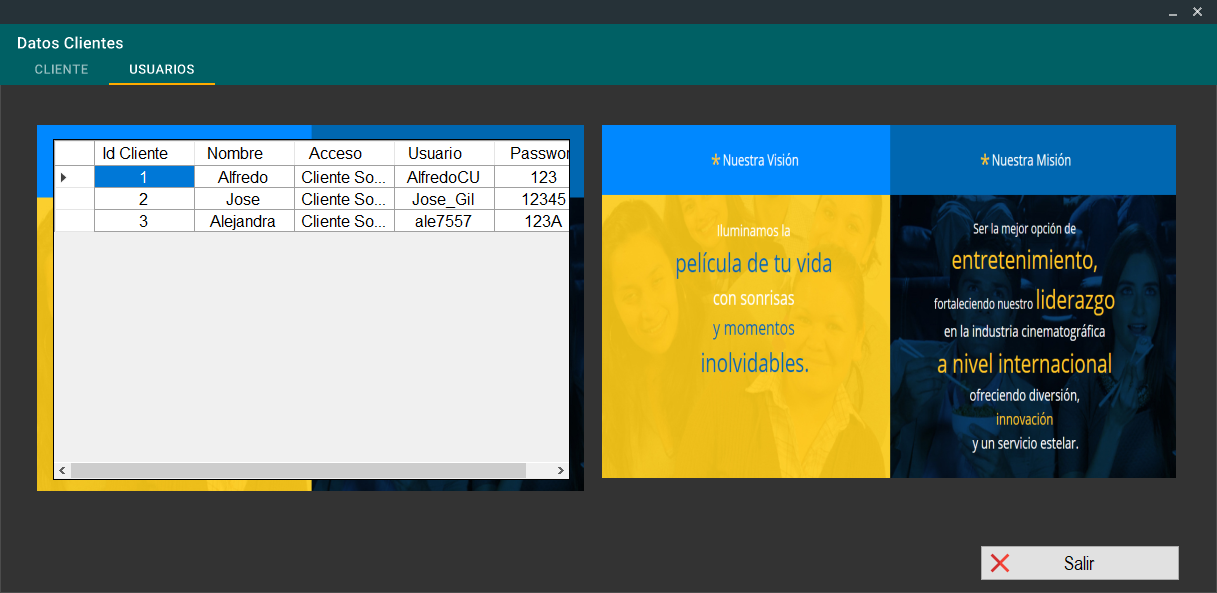 Datos Clientes
CLIENTE USUARIOS
Id Cliente Nombre Acceso Usuario Passwor
1 Alfredo Cliente So... AlfredoCU 123
2 Jose Cliente So... Jose_Gil 12345
3 Alejandra Cliente So... ale7557 123A
*Nuestra Visión
Iluminamos la
película de tu vida
con sonrisas
y momentos
inolvidables.
*Nuestra Misión
Ser la mejor opción de
entretenimiento,
fortaleciendo nuestro liderazgo
en la industria cinematográfica
a nivel internacional
ofreciendo diversión,
innovación
y un servicio estelar.
Salir